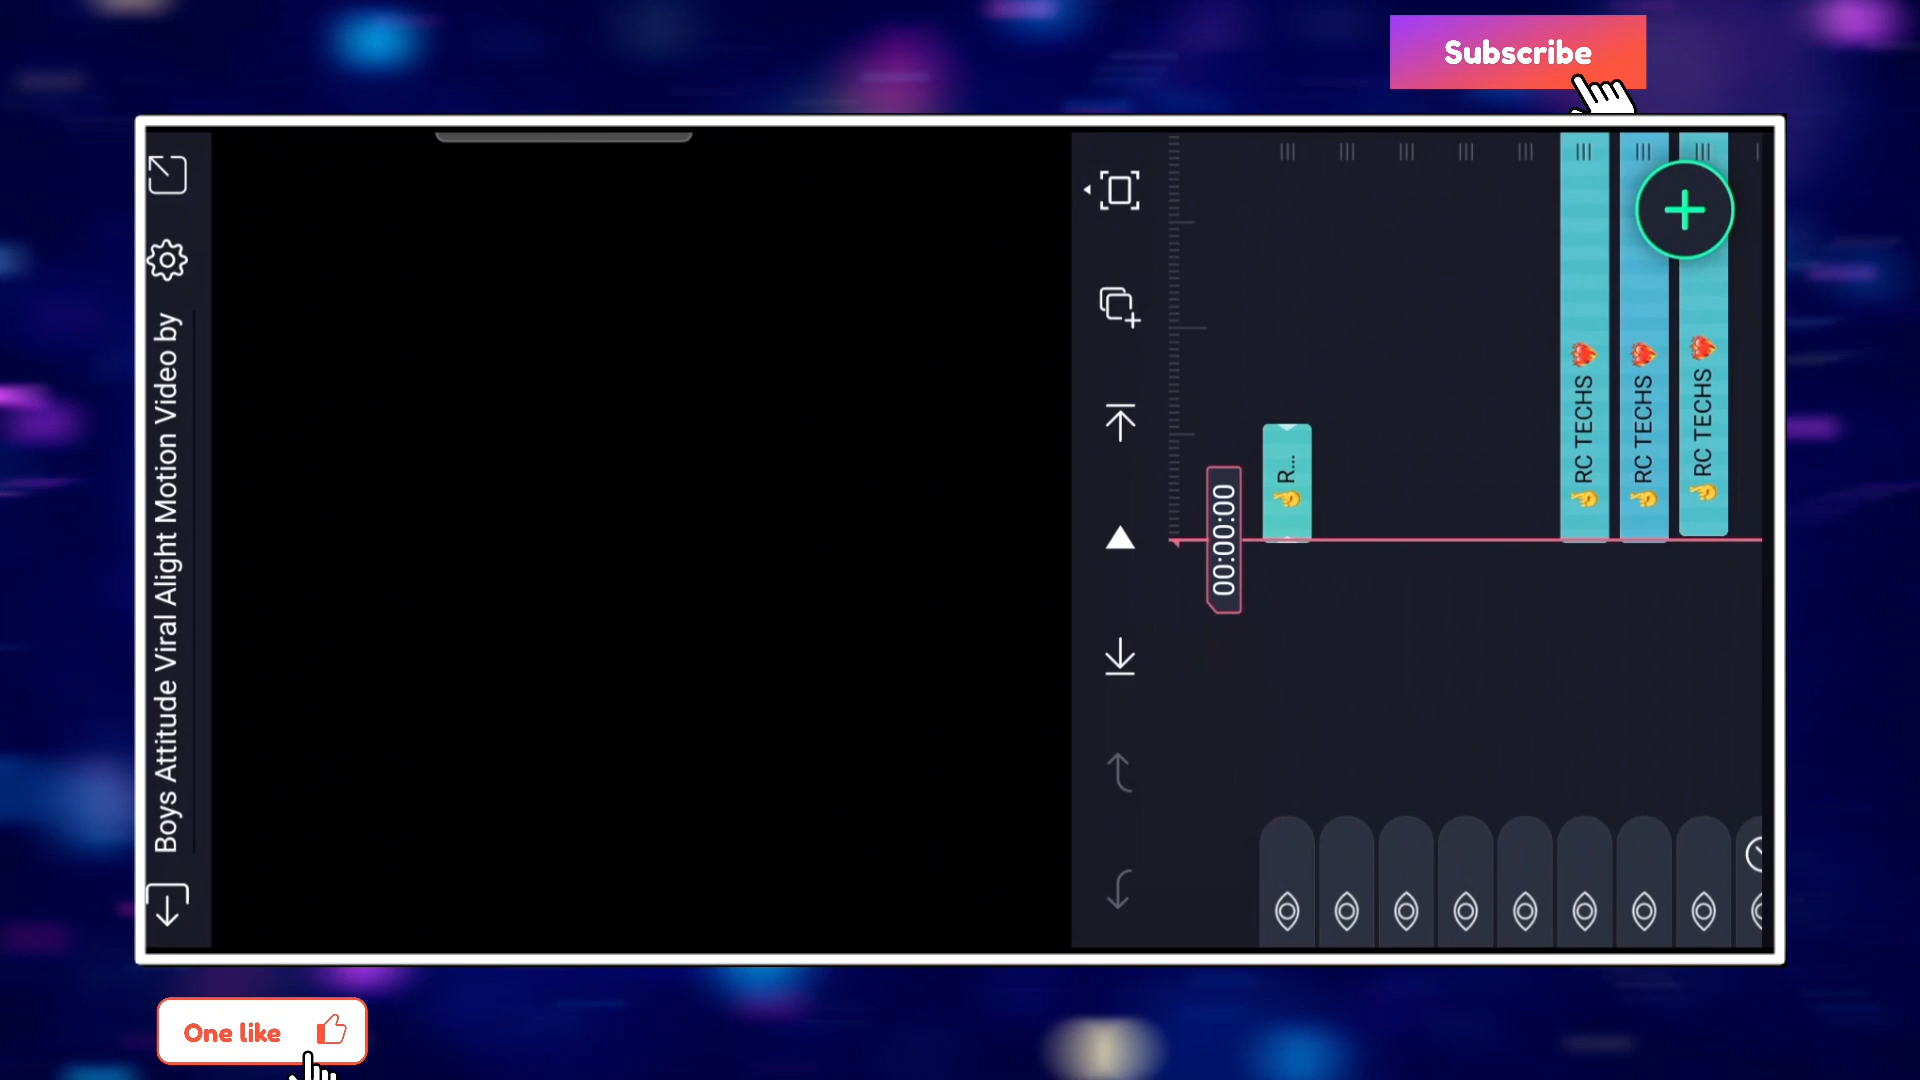 Subscribe
Boys Attitude Viral Alight Motion Video by
00:00:00
🤞 R...
🤞 RC TECHS ❤️‍🔥
🤞 RC TECHS ❤️‍🔥
🤞 RC TECHS ❤️‍🔥
One like